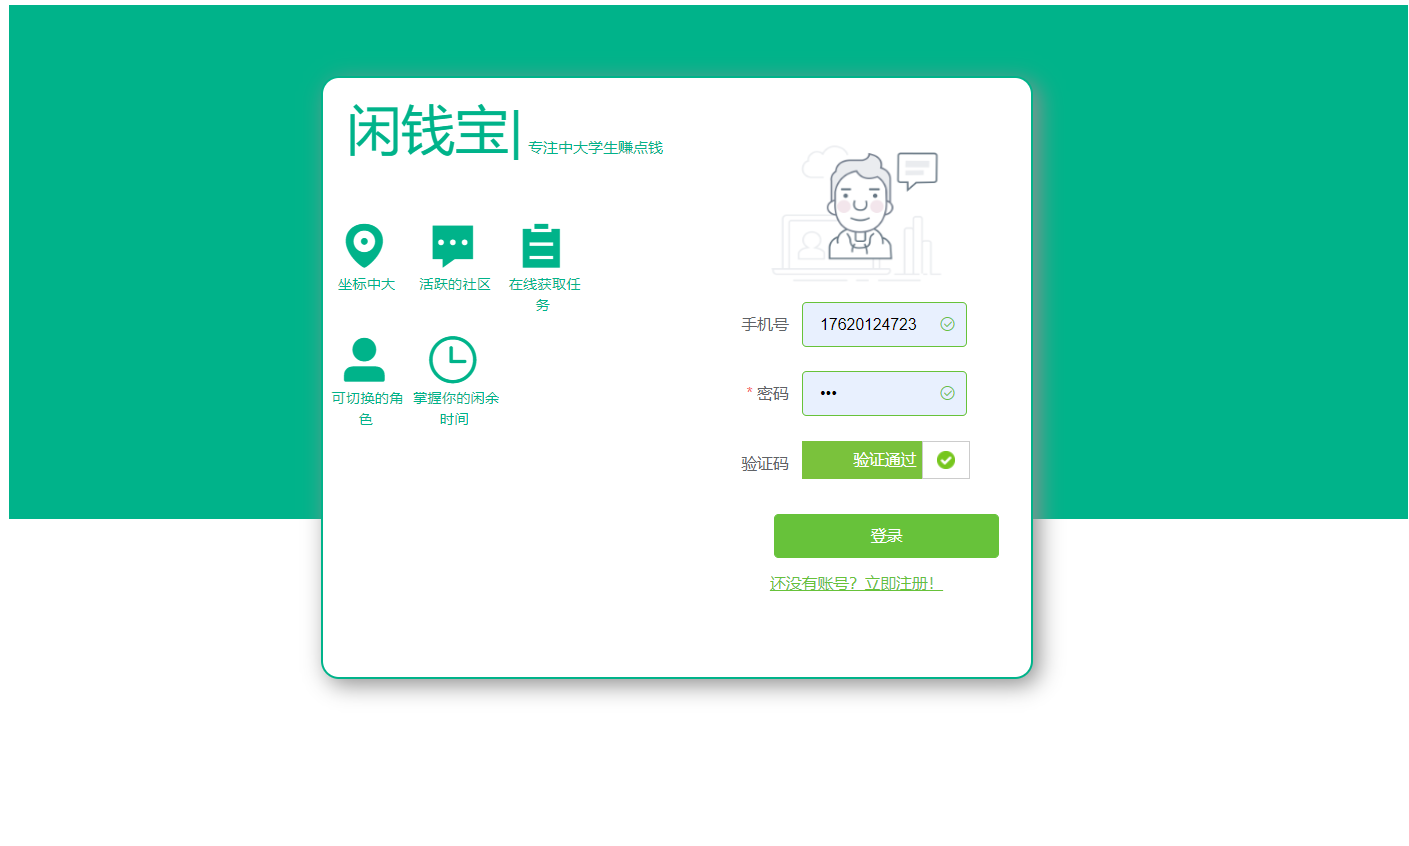 闲钱宝| 专注中大学生赚点钱
坐标中大
活跃的社区
在线获取任
务
可切换的角
色
掌握你的闲余
时间
手机号 17620124723
* 密码 •••
验证码 验证通过
登录
还没有账号？立即注册！